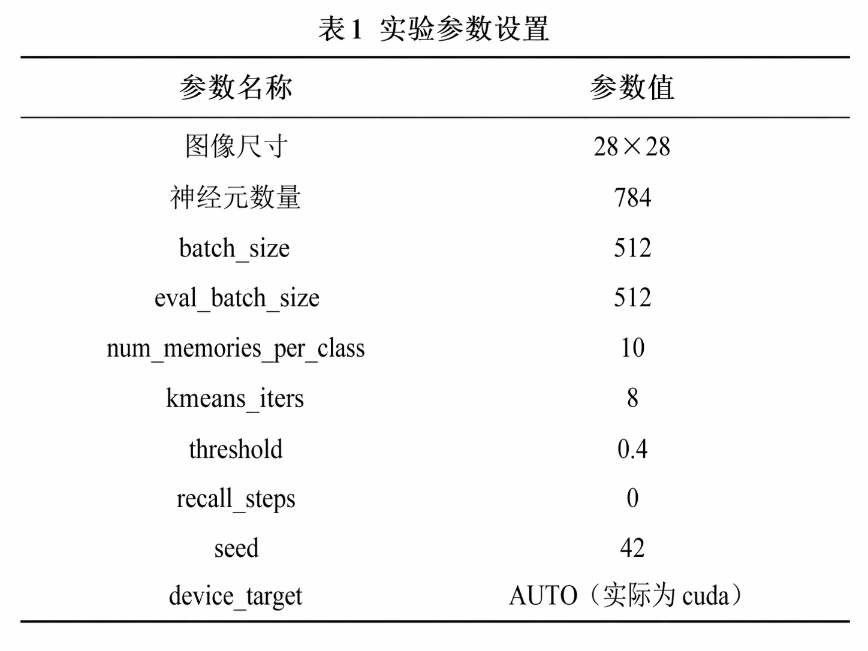 表1 实验参数设置
参数名称 参数值
图像尺寸 28×28
神经元数量 784
batch_size 512
eval_batch_size 512
num_memories_per_class 10
kmeans_iters 8
threshold 0.4
recall_steps 0
seed 42
device_target AUTO（实际为 cuda）